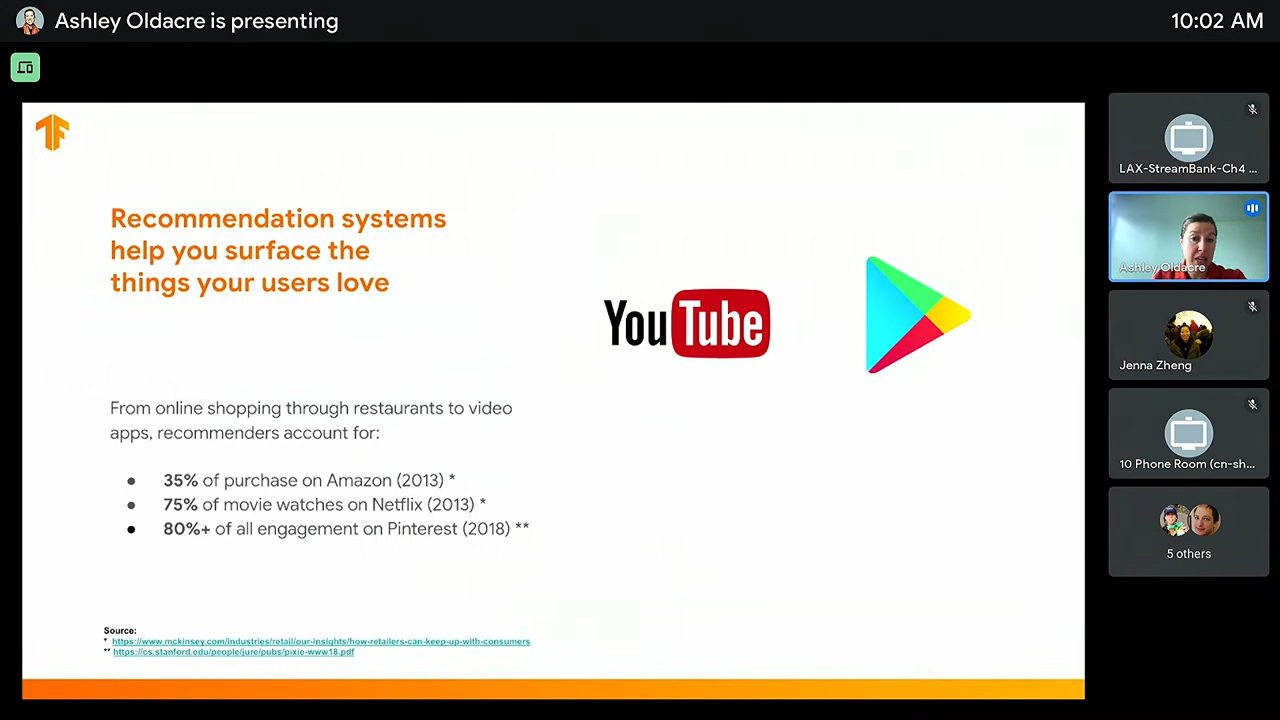 Ashley Oldacre is presenting
10:02 AM
Recommendation systems
help you surface the
things your users love
YouTube
From online shopping through restaurants to video
apps, recommenders account for:
● 35% of purchase on Amazon (2013) *
● 75% of movie watches on Netflix (2013) *
● 80%+ of all engagement on Pinterest (2018) **
Source:
* https://www.mckinsey.com/industries/retail/our-insights/how-retailers-can-keep-up-with-consumers
** https://cs.stanford.edu/people/jure/pubs/pixie-www18.pdf
LAX-StreamBank-Ch4 ...
Ashley Oldacre
Jenna Zheng
10 Phone Room (cn-sh...
5 others